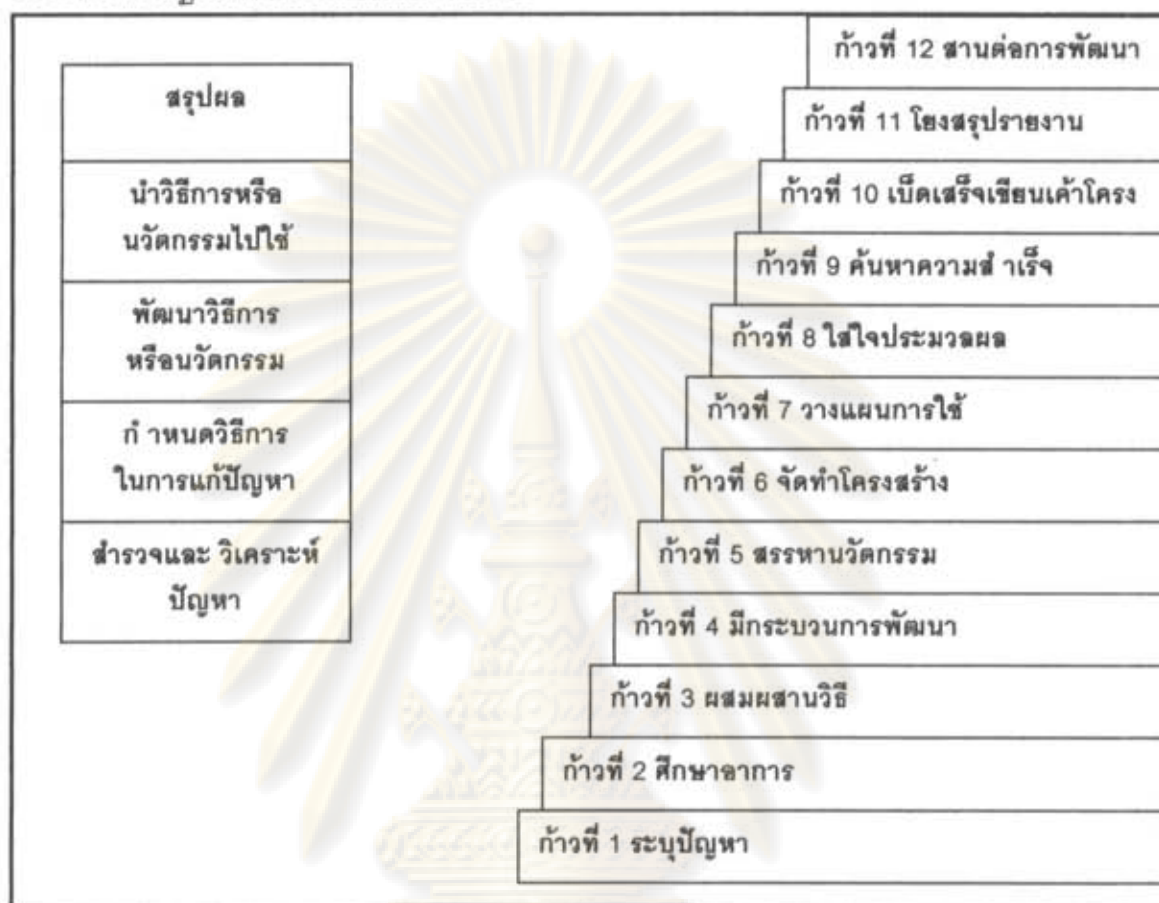 สรุปผล
นำวิธีการหรือ
นวัตกรรมไปใช้
พัฒนาวิธีการ
หรือนวัตกรรม
กำหนดวิธีการ
ในการแก้ปัญหา
สำรวจและ วิเคราะห์
ปัญหา
ก้าวที่ 12 สานต่อการพัฒนา
ก้าวที่ 11 โยงสรุปรายงาน
ก้าวที่ 10 เบ็ดเสร็จเขียนเค้าโครง
ก้าวที่ 9 ค้นหาความสำเร็จ
ก้าวที่ 8 ใส่ใจประมวลผล
ก้าวที่ 7 วางแผนการใช้
ก้าวที่ 6 จัดทำโครงสร้าง
ก้าวที่ 5 สรรหานวัตกรรม
ก้าวที่ 4 มีกระบวนการพัฒนา
ก้าวที่ 3 ผสมผสานวิธี
ก้าวที่ 2 ศึกษาอาการ
ก้าวที่ 1 ระบุปัญหา